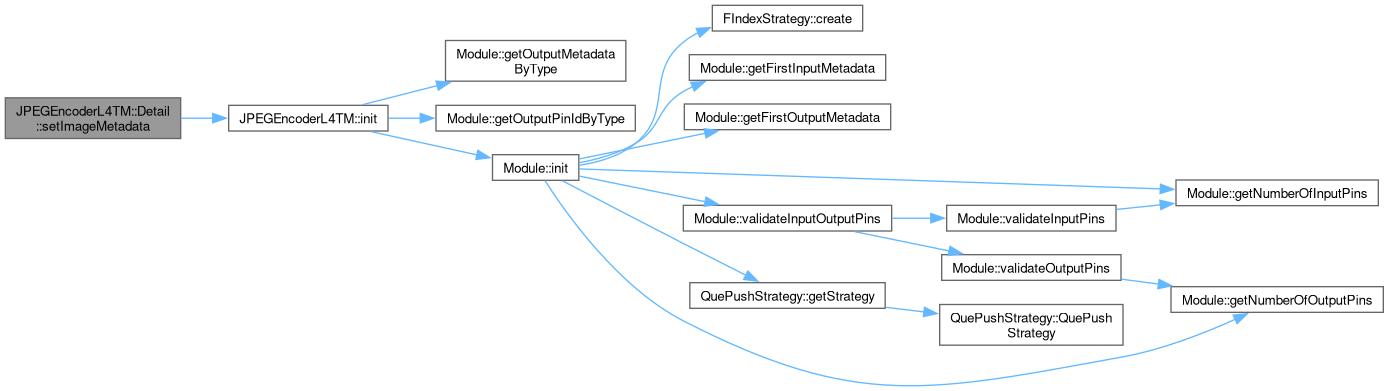 JPEGEncoderL4TM::Detail
::setImageMetadata
JPEGEncoderL4TM::init
Module::getOutputMetadata
ByType
Module::getOutputPinIdByType
Module::init
FIndexStrategy::create
Module::getFirstInputMetadata
Module::getFirstOutputMetadata
Module::getNumberOfInputPins
Module::validateInputOutputPins
Module::validateInputPins
Module::validateOutputPins
Module::getNumberOfOutputPins
QuePushStrategy::getStrategy
QuePushStrategy::QuePush
Strategy